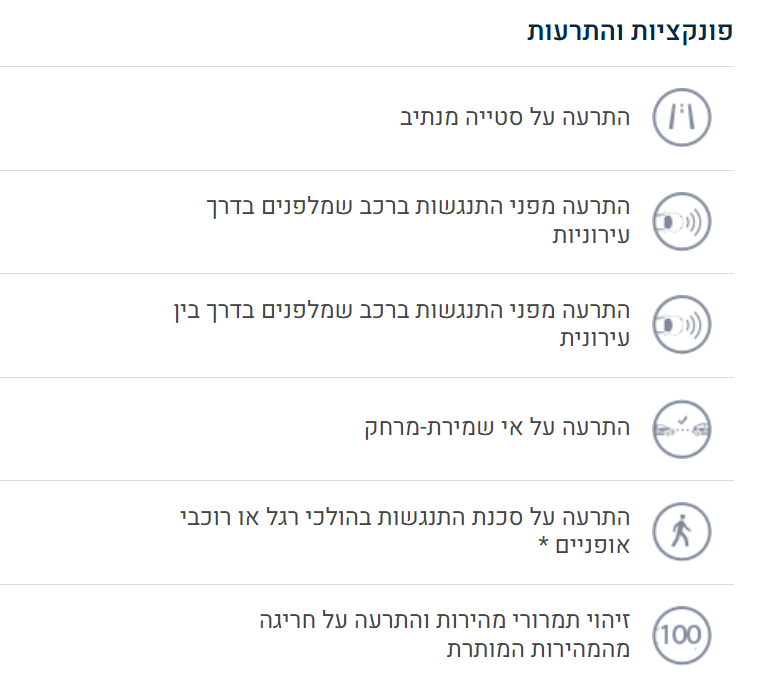 פונקציות והתרעות
התרעה על סטייה מנתיב
התרעה מפני התנגשות ברכב שמלפנים בדרך
עירוניות
התרעה מפני התנגשות ברכב שמלפנים בדרך בין
עירונית
התרעה על אי שמירת-מרחק
התרעה על סכנת התנגשות בהולכי רגל או רוכבי
אופניים *
זיהוי תמרורי מהירות והתרעה על חריגה
מהמהירות המותרת
100